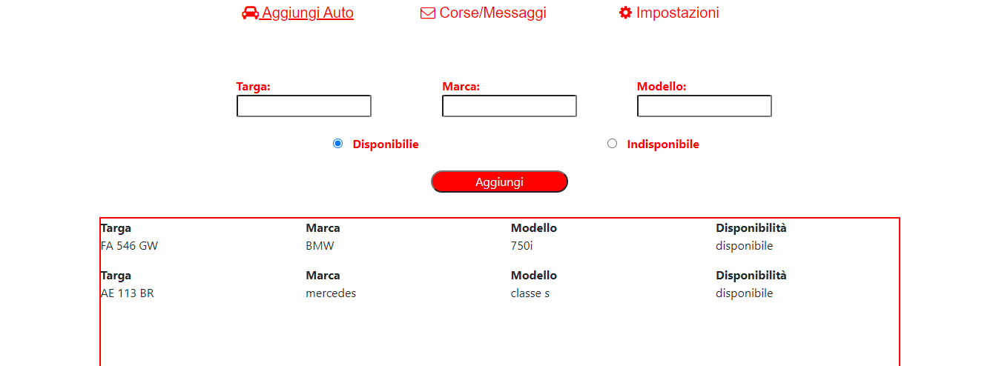 Aggiungi Auto Corse/Messaggi Impostazioni
Targa: Marca: Modello:
Disponibilie Indisponibile
Aggiungi
Targa Marca Modello Disponibilità
FA 546 GW BMW 750i disponibile
Targa Marca Modello Disponibilità
AE 113 BR mercedes classe s disponibile